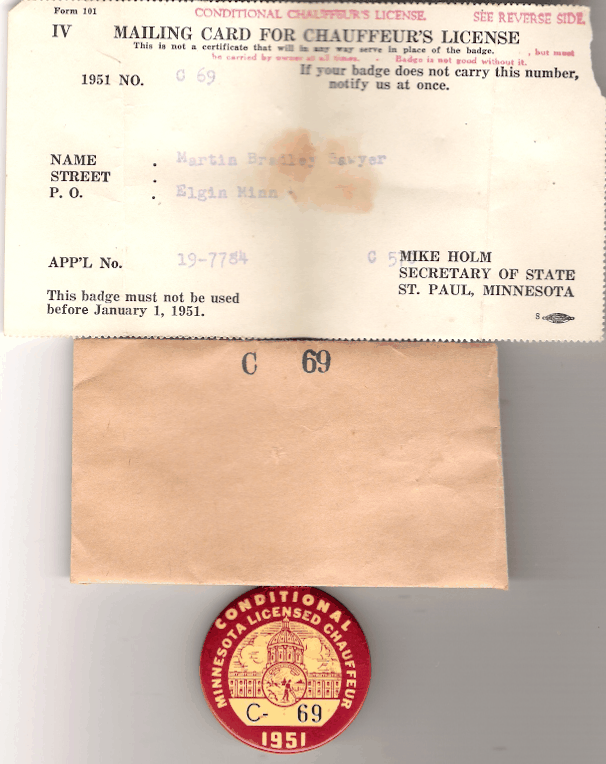 Form 101
CONDITIONAL CHAUFFEUR'S LICENSE.
SEE REVERSE SIDE.
IV
MAILING CARD FOR CHAUFFEUR'S LICENSE
This is not a certificate that will in any way serve in place of the badge. , but must
be carried by owner at all times. - Badge is not good without it.
1951 NO. C 69
If your badge does not carry this number,
notify us at once.
NAME . Martin Bradley Sawyer
STREET .
P. O. . Elgin Minn
APP'L No. 19-7784
C
MIKE HOLM
SECRETARY OF STATE
ST. PAUL, MINNESOTA
This badge must not be used
before January 1, 1951.
C 69
CONDITIONAL
MINNESOTA LICENSED CHAUFFEUR
C- 69
1951